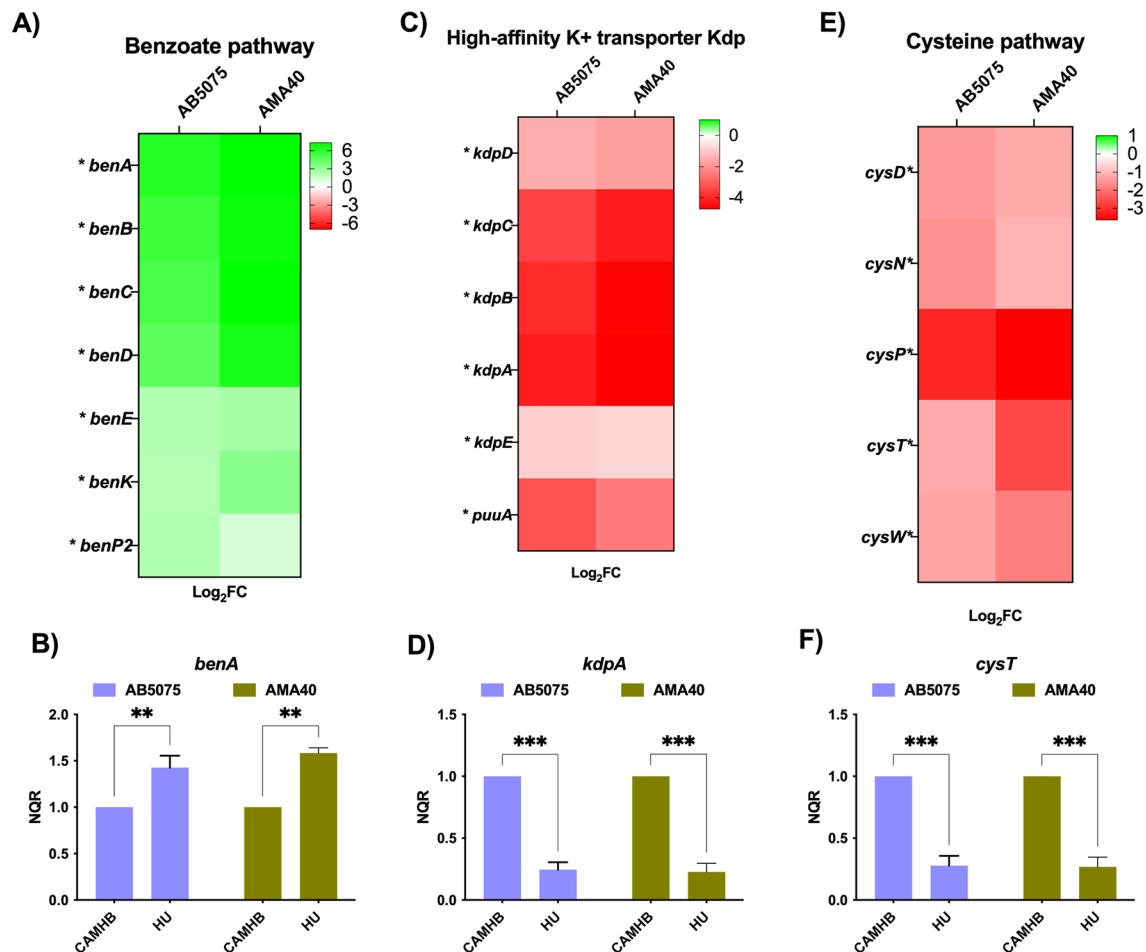 A)
Benzoate pathway
AB5075
AMA40
* benA
* benB
* benC
* benD
* benE
* benK
* benP2
6
3
0
-3
-6
Log₂FC
C)
High-affinity K+ transporter Kdp
AB5075
AMA40
* kdpD
* kdpC
* kdpB
* kdpA
* kdpE
* puuA
0
-2
-4
Log₂FC
E)
Cysteine pathway
AB5075
AMA40
cysD*
cysN*
cysP*
cysT*
cysW*
1
0
-1
-2
-3
Log₂FC
B)
benA
AB5075 AMA40
NQR
2.0
1.5
1.0
0.5
0.0
** **
CAMHB HU CAMHB HU
D)
kdpA
AB5075 AMA40
NQR
1.5
1.0
0.5
0.0
*** ***
CAMHB HU CAMHB HU
F)
cysT
AB5075 AMA40
NQR
1.5
1.0
0.5
0.0
*** ***
CAMHB HU CAMHB HU